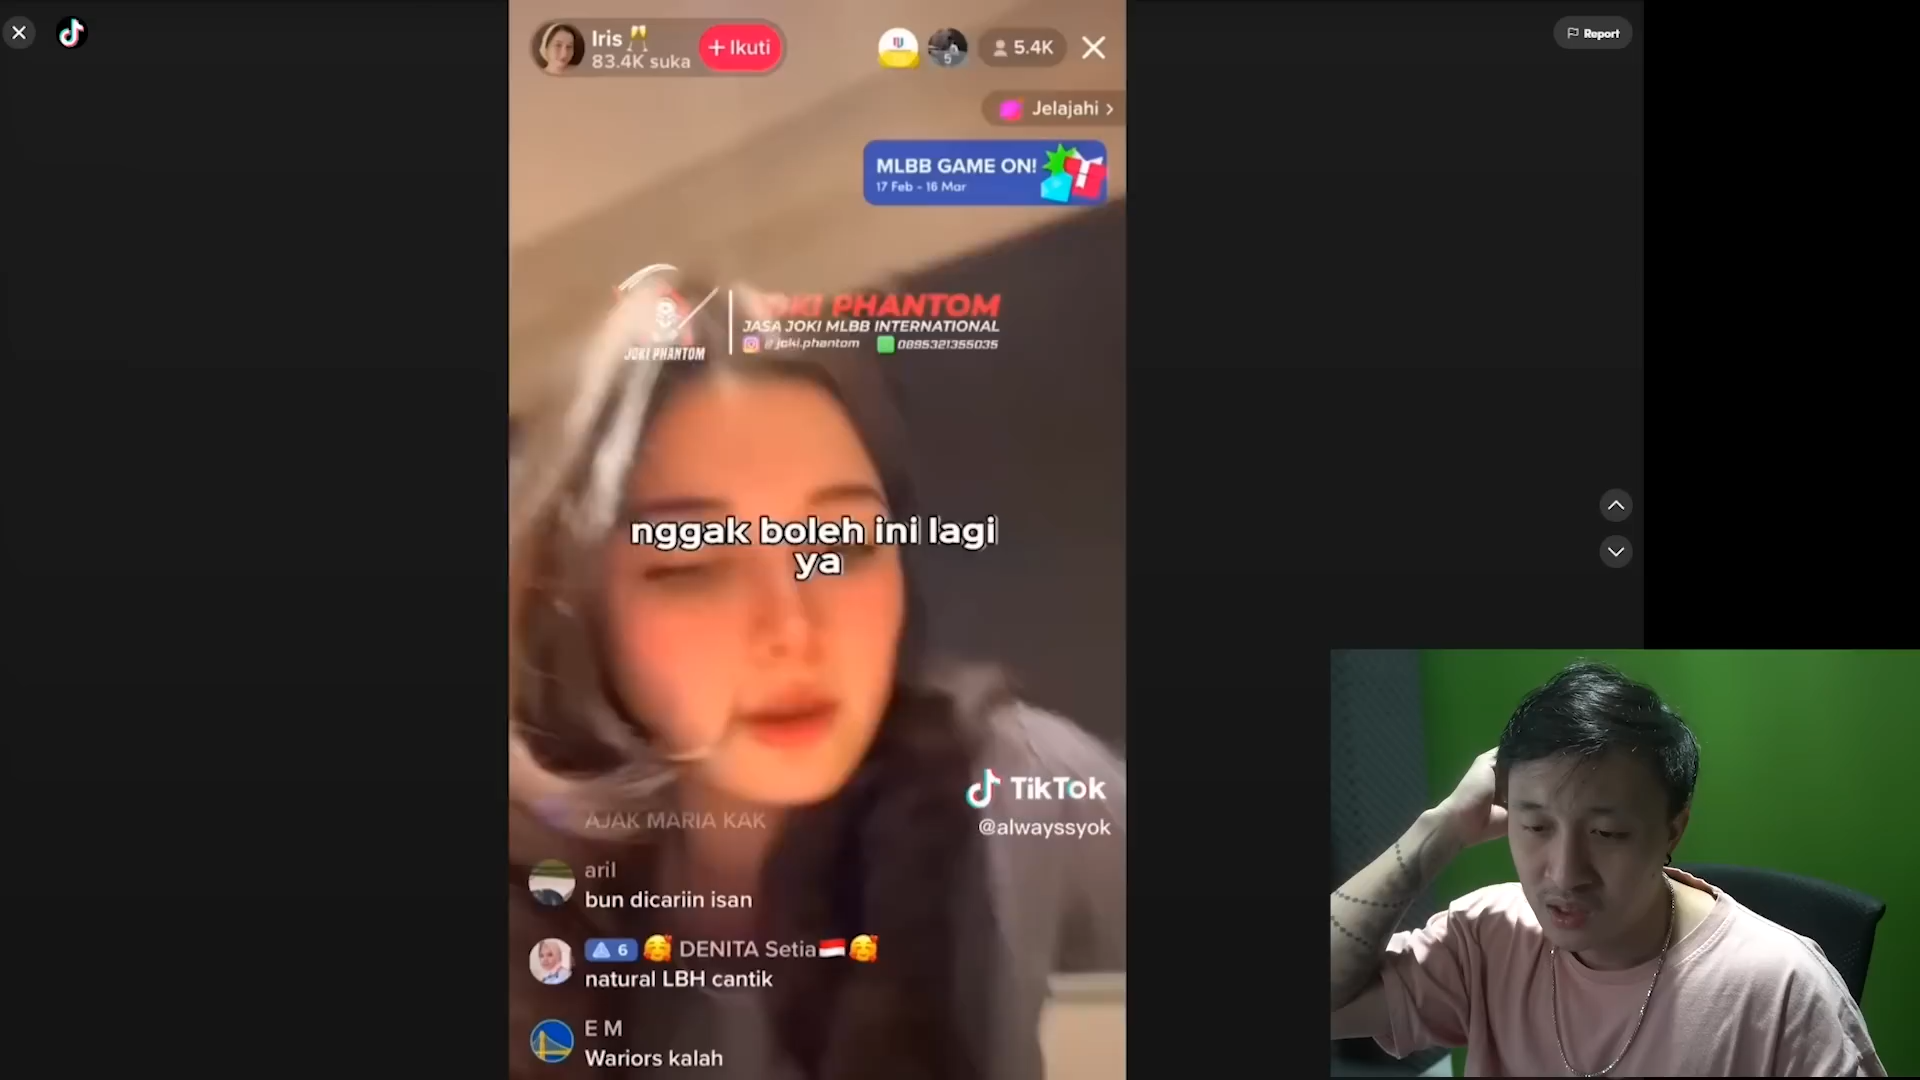 Iris🥂
83.4K suka
+ Ikuti
5
5.4K
Report
Jelajahi >
MLBB GAME ON!
17 Feb - 16 Mar
JOKI PHANTOM
JASA JOKI MLBB INTERNATIONAL
@joki.phantom 0895321355035
JOKI PHANTOM
nggak boleh ini lagi
ya
TikTok
@alwayssyok
AJAK MARIA KAK
aril
bun dicariin isan
6 🥰 DENITA Setia🇮🇩🥰
natural LBH cantik
E M
Wariors kalah